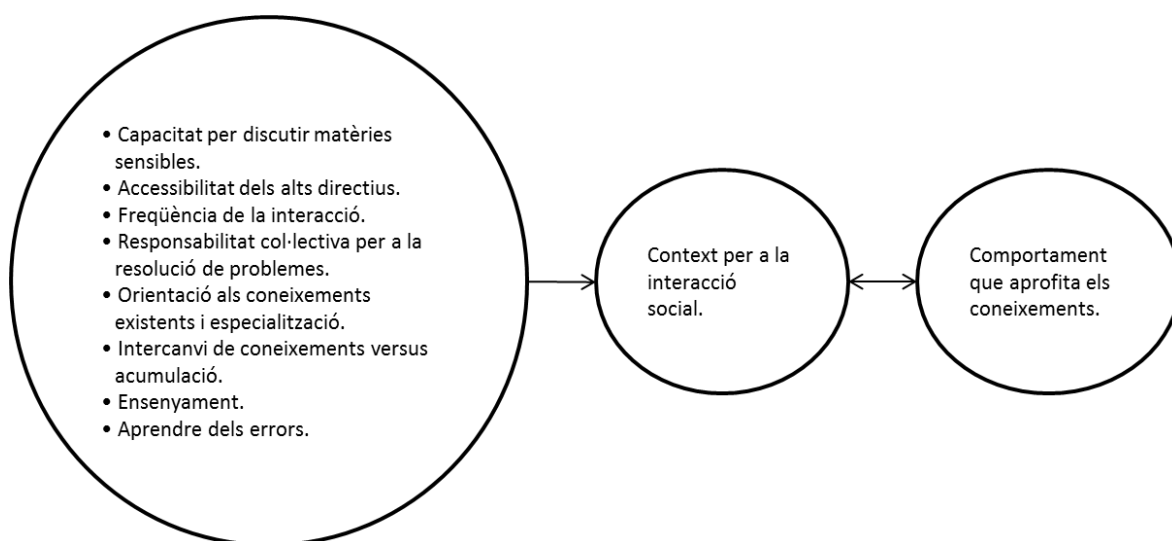 • Capacitat per discutir matèries
sensibles.
• Accessibilitat dels alts directius.
• Freqüència de la interacció.
• Responsabilitat col·lectiva per a la
resolució de problemes.
• Orientació als coneixements
existents i especialització.
• Intercanvi de coneixements versus
acumulació.
• Ensenyament.
• Aprendre dels errors.
Context per a la
interacció
social.
Comportament
que aprofita els
coneixements.